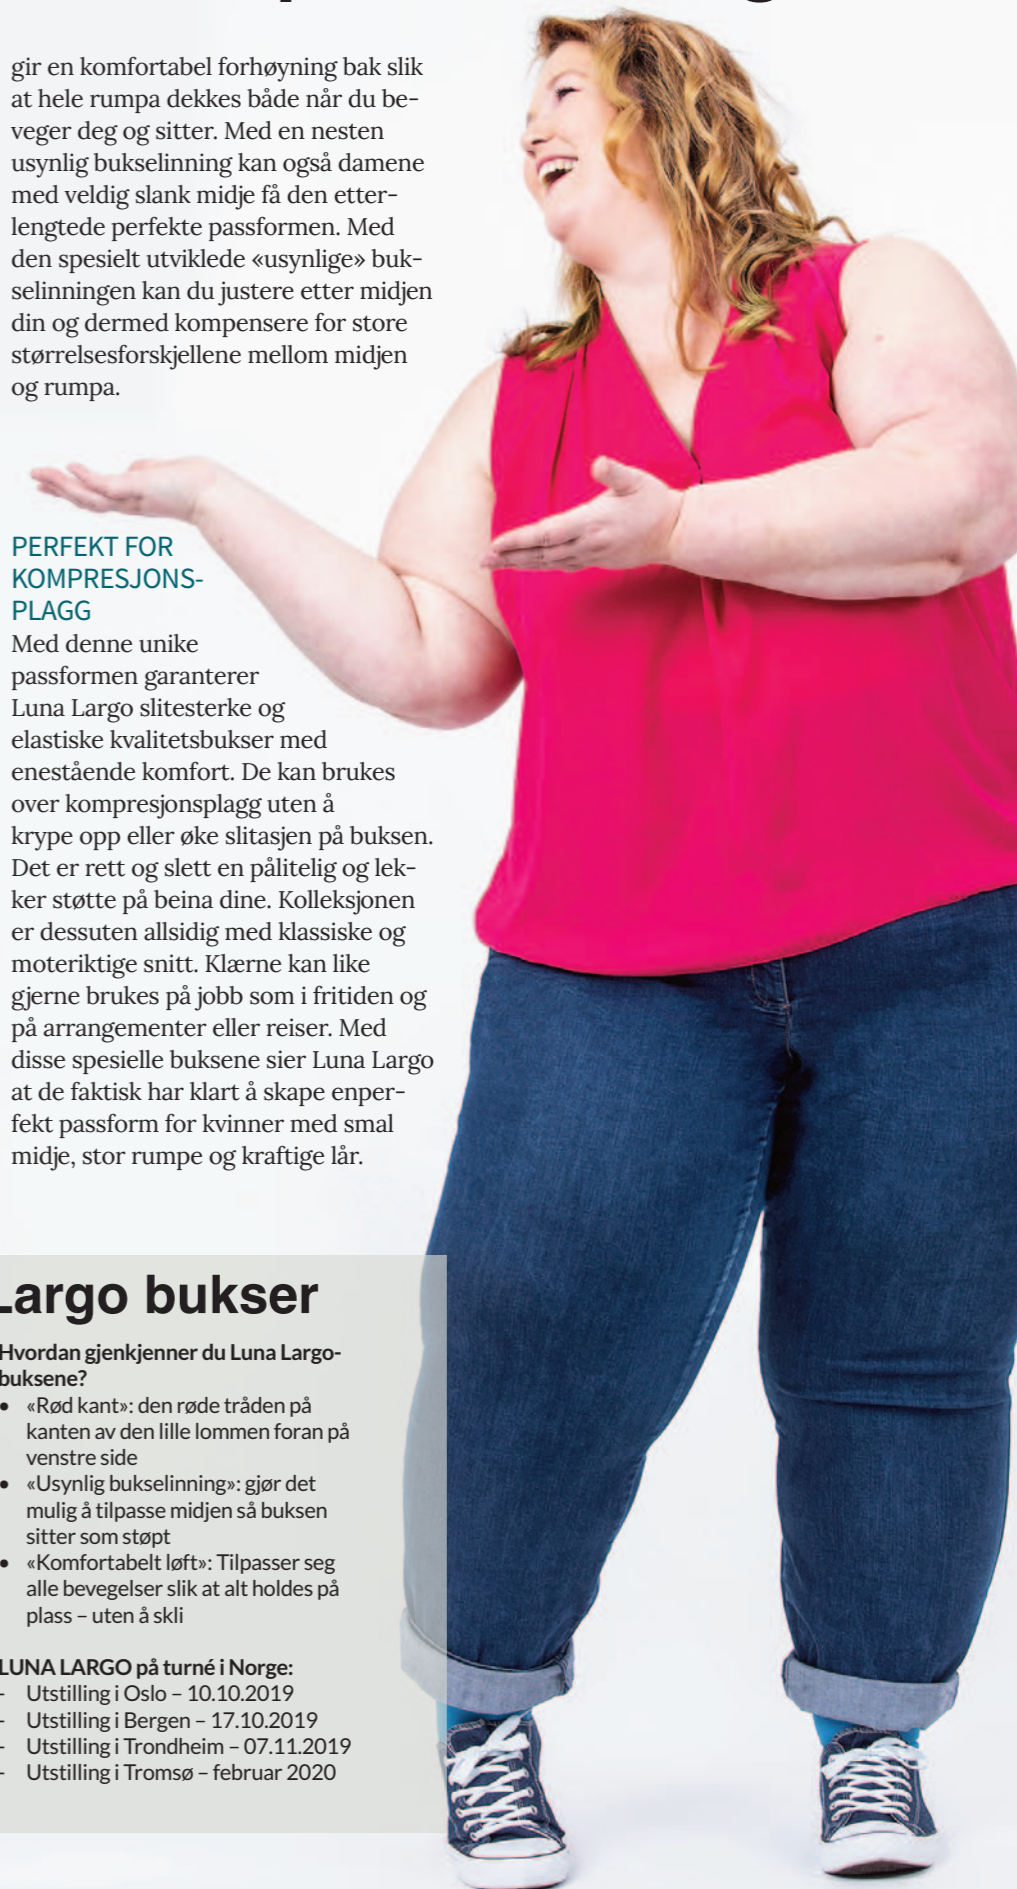 gir en komfortabel forhøyning bak slik
at hele rumpa dekkes både når du be-
veger deg og sitter. Med en nesten
usynlig bukselinning kan også damene
med veldig slank midje få den etter-
lengtede perfekte passformen. Med
den spesielt utviklede «usynlige» buk-
selinningen kan du justere etter midjen
din og dermed kompensere for store
størrelsesforskjellene mellom midjen
og rumpa.
PERFEKT FOR
KOMPRESJONS-
PLAGG
Med denne unike
passformen garanterer
Luna Largo slitesterke og
elastiske kvalitetsbukser med
enestående komfort. De kan brukes
over kompresjonsplagg uten å
krype opp eller øke slitasjen på buksen.
Det er rett og slett en pålitelig og lek-
ker støtte på beina dine. Kolleksjonen
er dessuten allsidig med klassiske og
moteriktige snitt. Klærne kan like
gjerne brukes på jobb som i fritiden og
på arrangementer eller reiser. Med
disse spesielle buksene sier Luna Largo
at de faktisk har klart å skape enper-
fekt passform for kvinner med smal
midje, stor rumpe og kraftige lår.
Largo bukser
Hvordan gjenkjenner du Luna Largo-
buksene?
• «Rød kant»: den røde tråden på
kanten av den lille lommen foran på
venstre side
• «Usynlig bukselinning»: gjør det
mulig å tilpasse midjen så buksen
sitter som støpt
• «Komfortabelt løft»: Tilpasser seg
alle bevegelser slik at alt holdes på
plass – uten å skli
LUNA LARGO på turné i Norge:
- Utstilling i Oslo – 10.10.2019
- Utstilling i Bergen – 17.10.2019
- Utstilling i Trondheim – 07.11.2019
- Utstilling i Tromsø – februar 2020